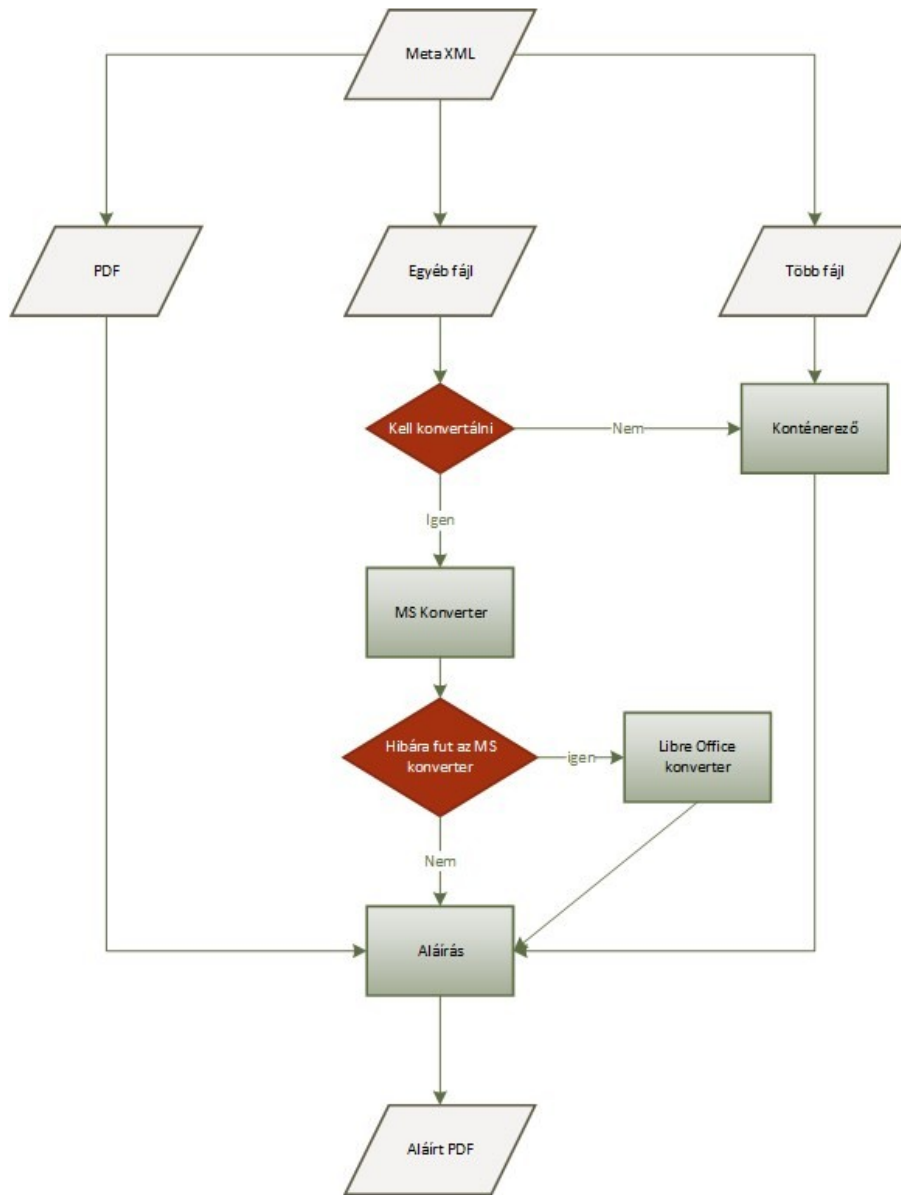 Meta XML
PDF
Egyéb fájl
Több fájl
Kell konvertálni
Nem
Konténerező
Igen
MS Konverter
Hibára fut az MS
konverter
igen
Libre Office
konverter
Nem
Aláírás
Aláírt PDF